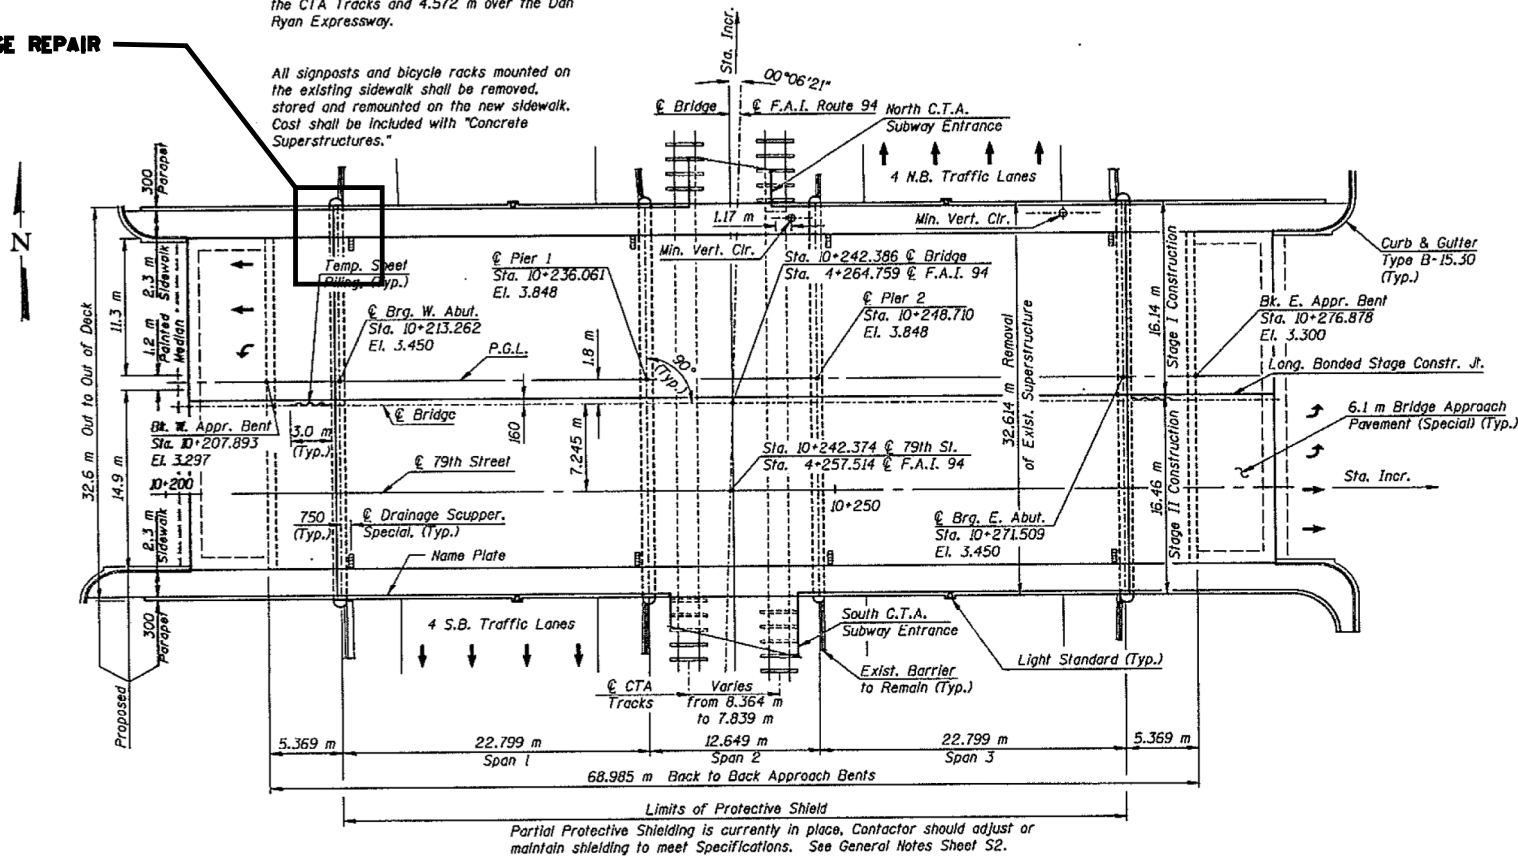 the CTA Tracks and 4.572 m over the Dan
Ryan Expressway.
GE REPAIR
All signposts and bicycle racks mounted on
the existing sidewalk shall be removed,
stored and remounted on the new sidewalk.
Cost shall be included with "Concrete
Superstructures."
Sta. Incr.
00°06'21"
℄ Bridge
℄ F.A.I. Route 94
North C.T.A.
Subway Entrance
4 N.B. Traffic Lanes
300
Parapet
N
1.17 m
Min. Vert. Clr.
Min. Vert. Clr.
Curb & Gutter
Type B-15.30
(Typ.)
Temp. Sheet
Piling. (Typ.)
℄ Pier 1
Sta. 10+236.061
El. 3.848
Sta. 10+242.386 ℄ Bridge
Sta. 4+264.759 ℄ F.A.I. 94
℄ Pier 2
Sta. 10+248.710
El. 3.848
Bk. E. Appr. Bent
Sta. 10+276.878
El. 3.300
℄ Brg. W. Abut.
Sta. 10+213.262
El. 3.450
2.3 m
Sidewalk
11.3 m
1.2 m
Painted
Median
32.6 m Out to Out of Deck
P.G.L.
1.8 m
90°
(Typ.)
32.614 m Removal
of Exist. Superstructure
16.14 m
Stage I Construction
Long. Bonded Stage Constr. Jt.
℄ Bridge
160
7.245 m
3.0 m
(Typ.)
Bk. W. Appr. Bent
Sta. 10+207.893
El. 3.297
10+200
14.9 m
℄ 79th Street
Sta. 10+242.374 ℄ 79th St.
Sta. 4+257.514 ℄ F.A.I. 94
6.1 m Bridge Approach
Pavement (Special) (Typ.)
Sta. Incr.
10+250
16.46 m
Stage II Construction
750
(Typ.)
℄ Drainage Scupper,
Special, (Typ.)
℄ Brg. E. Abut.
Sta. 10+271.509
El. 3.450
2.3 m
Sidewalk
Name Plate
300
Parapet
4 S.B. Traffic Lanes
South C.T.A.
Subway Entrance
Light Standard (Typ.)
Exist. Barrier
to Remain (Typ.)
℄ CTA
Tracks
Varies
from 8.364 m
to 7.839 m
Proposed
5.369 m
22.799 m
Span 1
12.649 m
Span 2
22.799 m
Span 3
5.369 m
68.985 m Back to Back Approach Bents
Limits of Protective Shield
Partial Protective Shielding is currently in place, Contactor should adjust or
maintain shielding to meet Specifications. See General Notes Sheet S2.